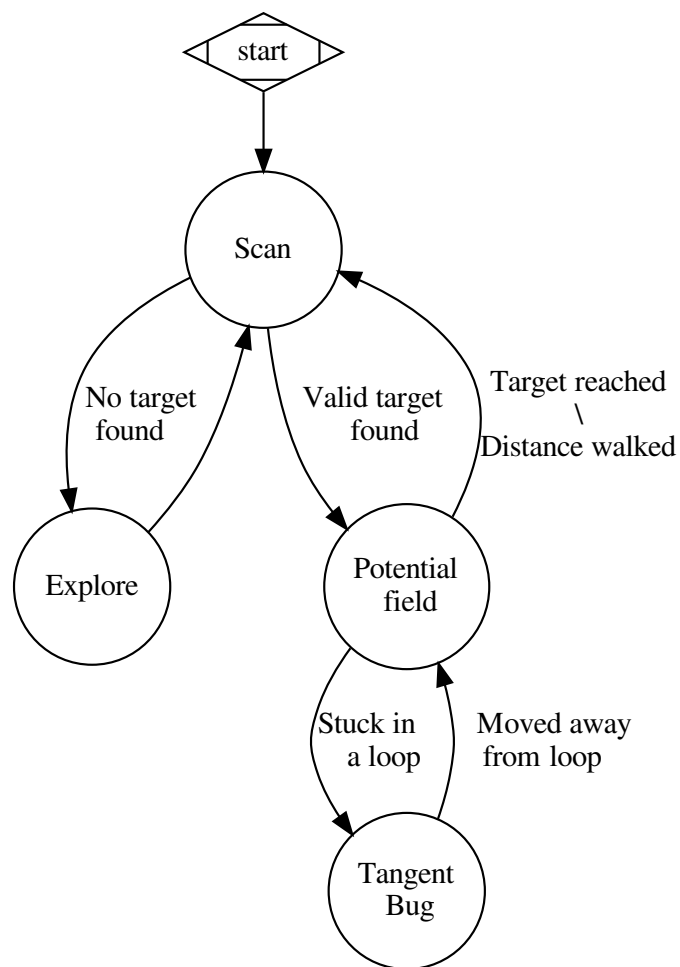 start
Scan
No target
found
Valid target
found
Target reached
\
Distance walked
Explore
Potential
field
Stuck in
a loop
Moved away
from loop
Tangent
Bug